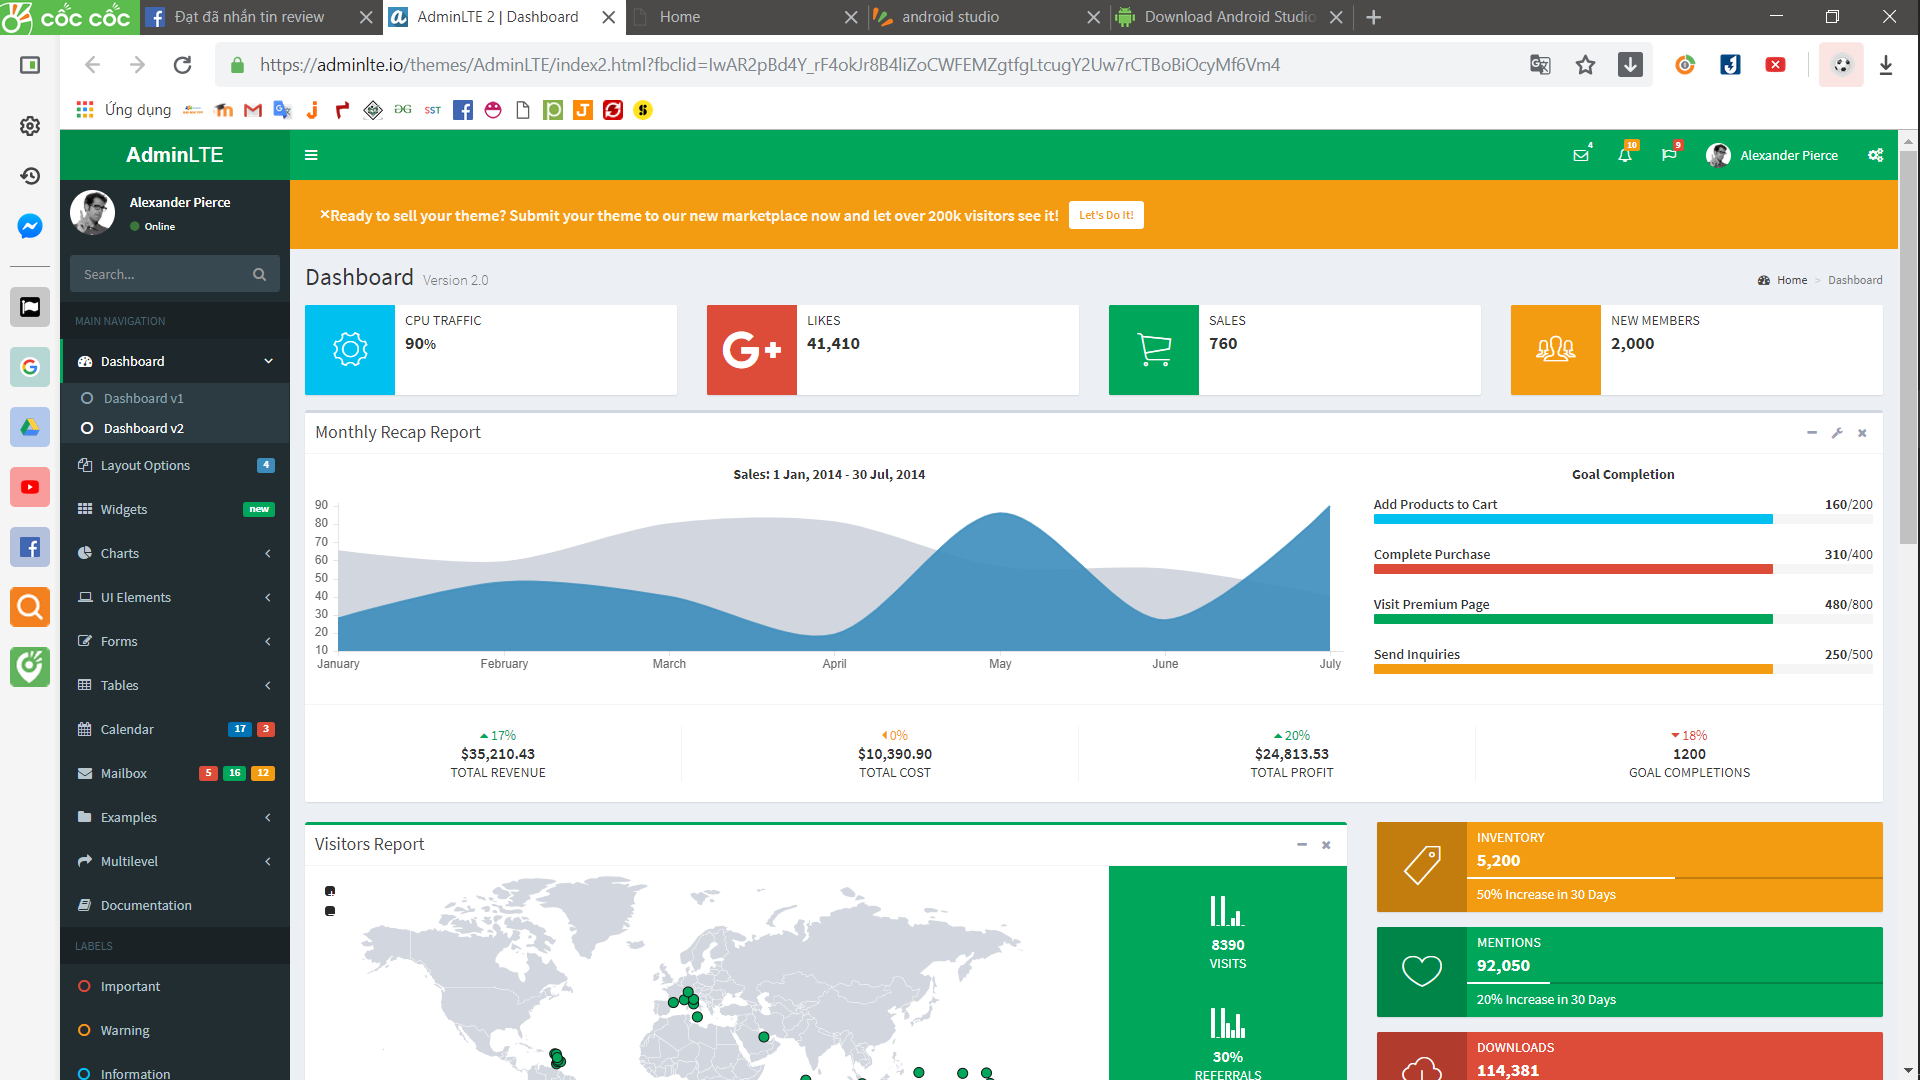 cốc cốc
Đạt đã nhắn tin review
AdminLTE 2 | Dashboard
Home
android studio
Download Android Studio
https://adminlte.io/themes/AdminLTE/index2.html?fbclid=IwAR2pBd4Y_rF4okJr8B4liZoCWFEMZgtfgLtcugY2Uw7rCTBoBiOcyMf6Vm4
Ứng dụng
SST
AdminLTE
4
10
9
Alexander Pierce
Alexander Pierce
Online
×Ready to sell your theme? Submit your theme to our new marketplace now and let over 200k visitors see it!
Let's Do It!
Search...
Dashboard Version 2.0
Home > Dashboard
MAIN NAVIGATION
Dashboard
Dashboard v1
Dashboard v2
Layout Options 4
Widgets new
Charts
UI Elements
Forms
Tables
Calendar 17 3
Mailbox 5 16 12
Examples
Multilevel
Documentation
LABELS
Important
Warning
Information
CPU TRAFFIC
90%
G+
LIKES
41,410
SALES
760
NEW MEMBERS
2,000
Monthly Recap Report
Sales: 1 Jan, 2014 - 30 Jul, 2014
90
80
70
60
50
40
30
20
10
January February March April May June July
Goal Completion
Add Products to Cart 160/200
Complete Purchase 310/400
Visit Premium Page 480/800
Send Inquiries 250/500
17%
$35,210.43
TOTAL REVENUE
0%
$10,390.90
TOTAL COST
20%
$24,813.53
TOTAL PROFIT
18%
1200
GOAL COMPLETIONS
Visitors Report
8390
VISITS
30%
REFERRALS
INVENTORY
5,200
50% Increase in 30 Days
MENTIONS
92,050
20% Increase in 30 Days
DOWNLOADS
114,381